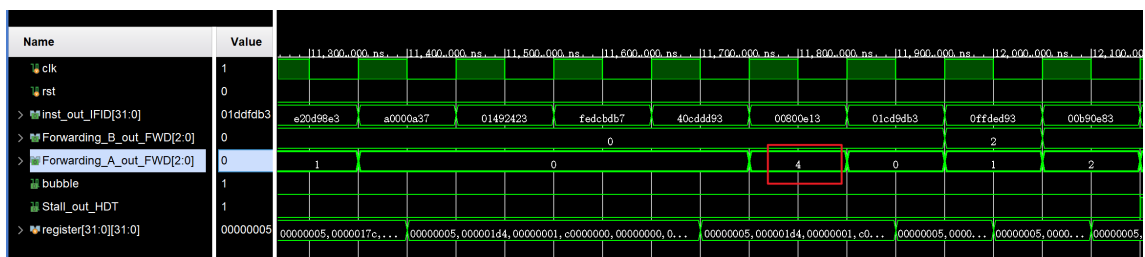 Name Value
11,300.000 ns 11,400.000 ns 11,500.000 ns 11,600.000 ns 11,700.000 ns 11,800.000 ns 11,900.000 ns 12,000.000 ns 12,100.00
clk 1
rst 0
inst_out_IFID[31:0] 01ddfdb3 e20d98e3 a0000a37 01492423 fedcbdb7 40cddd93 00800e13 01cd9db3 0ffded93 00b90e83
Forwarding_B_out_FWD[2:0] 0 0 2
Forwarding_A_out_FWD[2:0] 0 1 0 4 0 1 2
bubble 1
Stall_out_HDT 1
register[31:0][31:0] 00000005 00000005,0000017c,... 00000005,000001d4,00000001,c0000000,00000000,0... 00000005,000001d4,00000001,c0... 00000005,0000... 00000005,0000... 00000005,